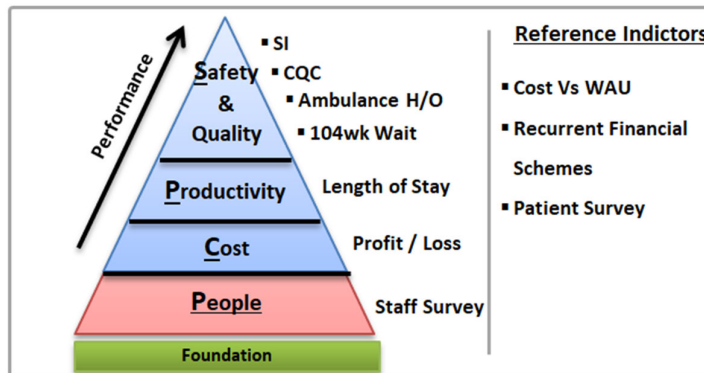 Performance
Safety
&
Quality
▪ SI
▪ CQC
▪ Ambulance H/O
▪ 104wk Wait
Productivity
Length of Stay
Cost
Profit / Loss
People
Staff Survey
Foundation
Reference Indictors
▪ Cost Vs WAU
▪ Recurrent Financial
Schemes
▪ Patient Survey